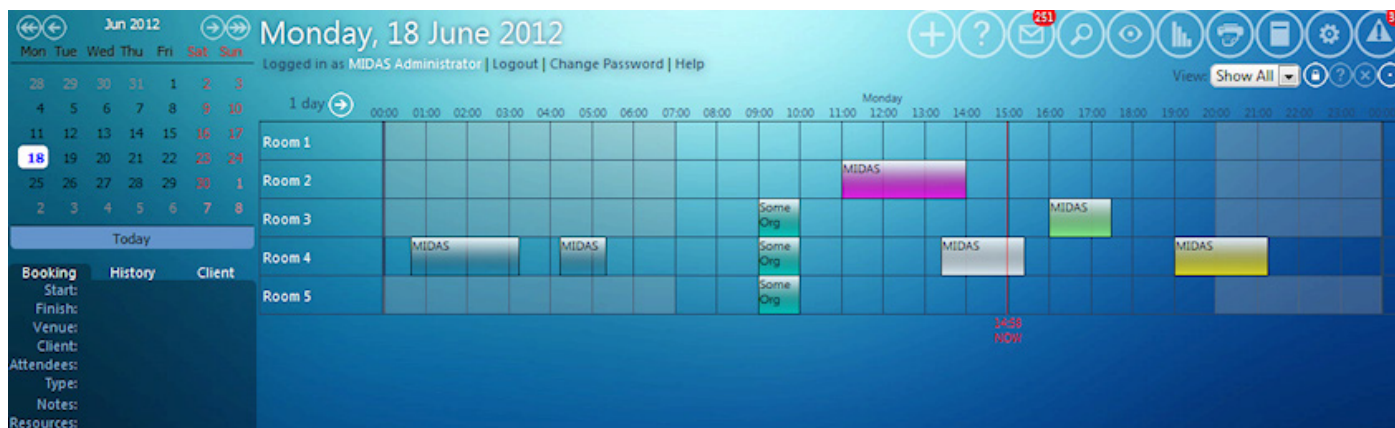 Jun 2012
Mon Tue Wed Thu Fri Sat Sun
28 29 30 31 1 2 3
4 5 6 7 8 9 10
11 12 13 14 15 16 17
18 19 20 21 22 23 24
25 26 27 28 29 30 1
2 3 4 5 6 7 8
Today
Booking History Client
Start:
Finish:
Venue:
Client:
Attendees:
Type:
Notes:
Resources:
Monday, 18 June 2012
Logged in as MIDAS Administrator | Logout | Change Password | Help
251
3
View: Show All
1 day
Monday
00:00 01:00 02:00 03:00 04:00 05:00 06:00 07:00 08:00 09:00 10:00 11:00 12:00 13:00 14:00 15:00 16:00 17:00 18:00 19:00 20:00 21:00 22:00 23:00
Room 1
Room 2
MIDAS
Room 3
Some
Org
MIDAS
Room 4
MIDAS
MIDAS
Some
Org
MIDAS
MIDAS
Room 5
Some
Org
14:58
NOW